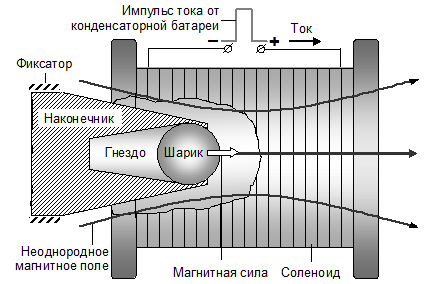 Импульс тока от
конденсаторной батареи
− +
Ток
Фиксатор
Наконечник
Гнездо
Шарик
Неоднородное
магнитное поле
Магнитная сила
Соленоид